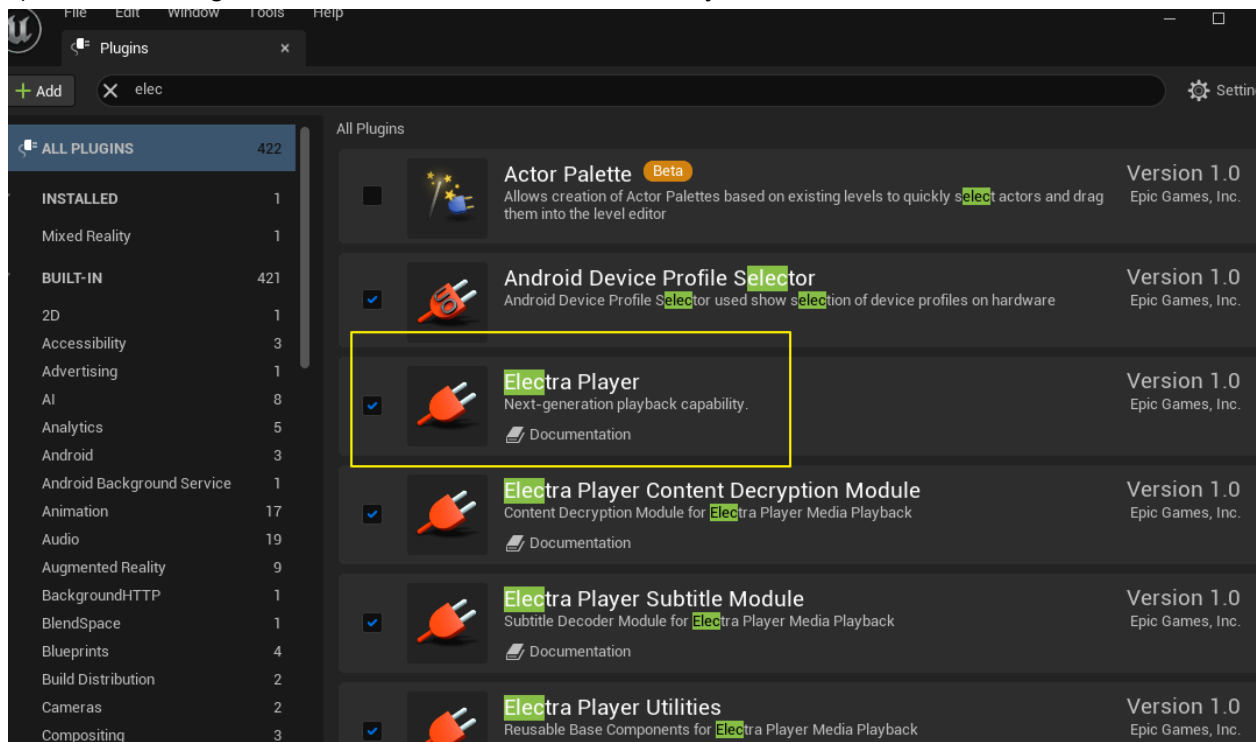 File Edit Window Tools Help
Plugins
Add
elec
ALL PLUGINS 422
INSTALLED 1
Mixed Reality 1
BUILT-IN 421
2D 1
Accessibility 3
Advertising 1
AI 8
Analytics 5
Android 3
Android Background Service 1
Animation 17
Audio 19
Augmented Reality 9
BackgroundHTTP 1
BlendSpace 1
Blueprints 4
Build Distribution 2
Cameras 2
Compositing 3
All Plugins
Actor Palette Beta
Version 1.0
Allows creation of Actor Palettes based on existing levels to quickly select actors and drag
them into the level editor
Epic Games, Inc.
Android Device Profile Selector
Version 1.0
Android Device Profile Selector used show selection of device profiles on hardware
Epic Games, Inc.
Electra Player
Version 1.0
Next-generation playback capability.
Epic Games, Inc.
Documentation
Electra Player Content Decryption Module
Version 1.0
Content Decryption Module for Electra Player Media Playback
Epic Games, Inc.
Documentation
Electra Player Subtitle Module
Version 1.0
Subtitle Decoder Module for Electra Player Media Playback
Epic Games, Inc.
Documentation
Electra Player Utilities
Version 1.0
Reusable Base Components for Electra Player Media Playback
Epic Games, Inc.